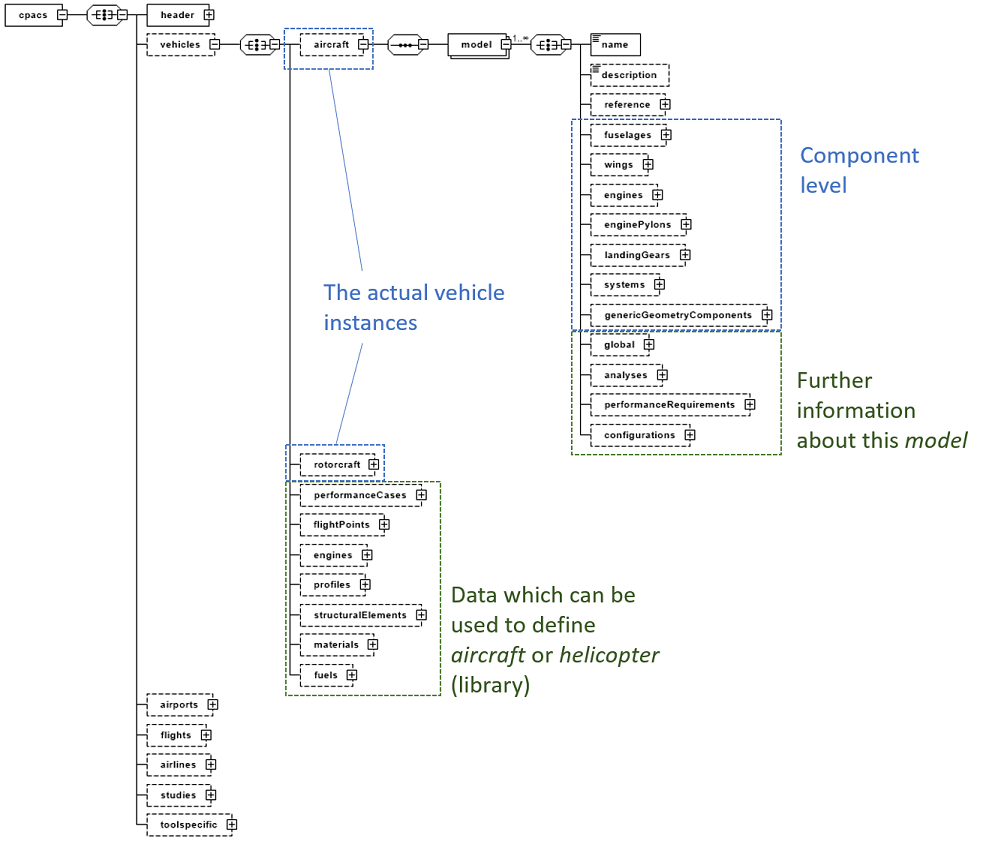 cpacs
header
vehicles
aircraft
model
1..∞
name
description
reference
fuselages
wings
engines
enginePylons
landingGears
systems
genericGeometryComponents
Component
level
global
analyses
performanceRequirements
configurations
Further
information
about this model
The actual vehicle
instances
rotorcraft
performanceCases
flightPoints
engines
profiles
structuralElements
materials
fuels
Data which can be
used to define
aircraft or helicopter
(library)
airports
flights
airlines
studies
toolspecific